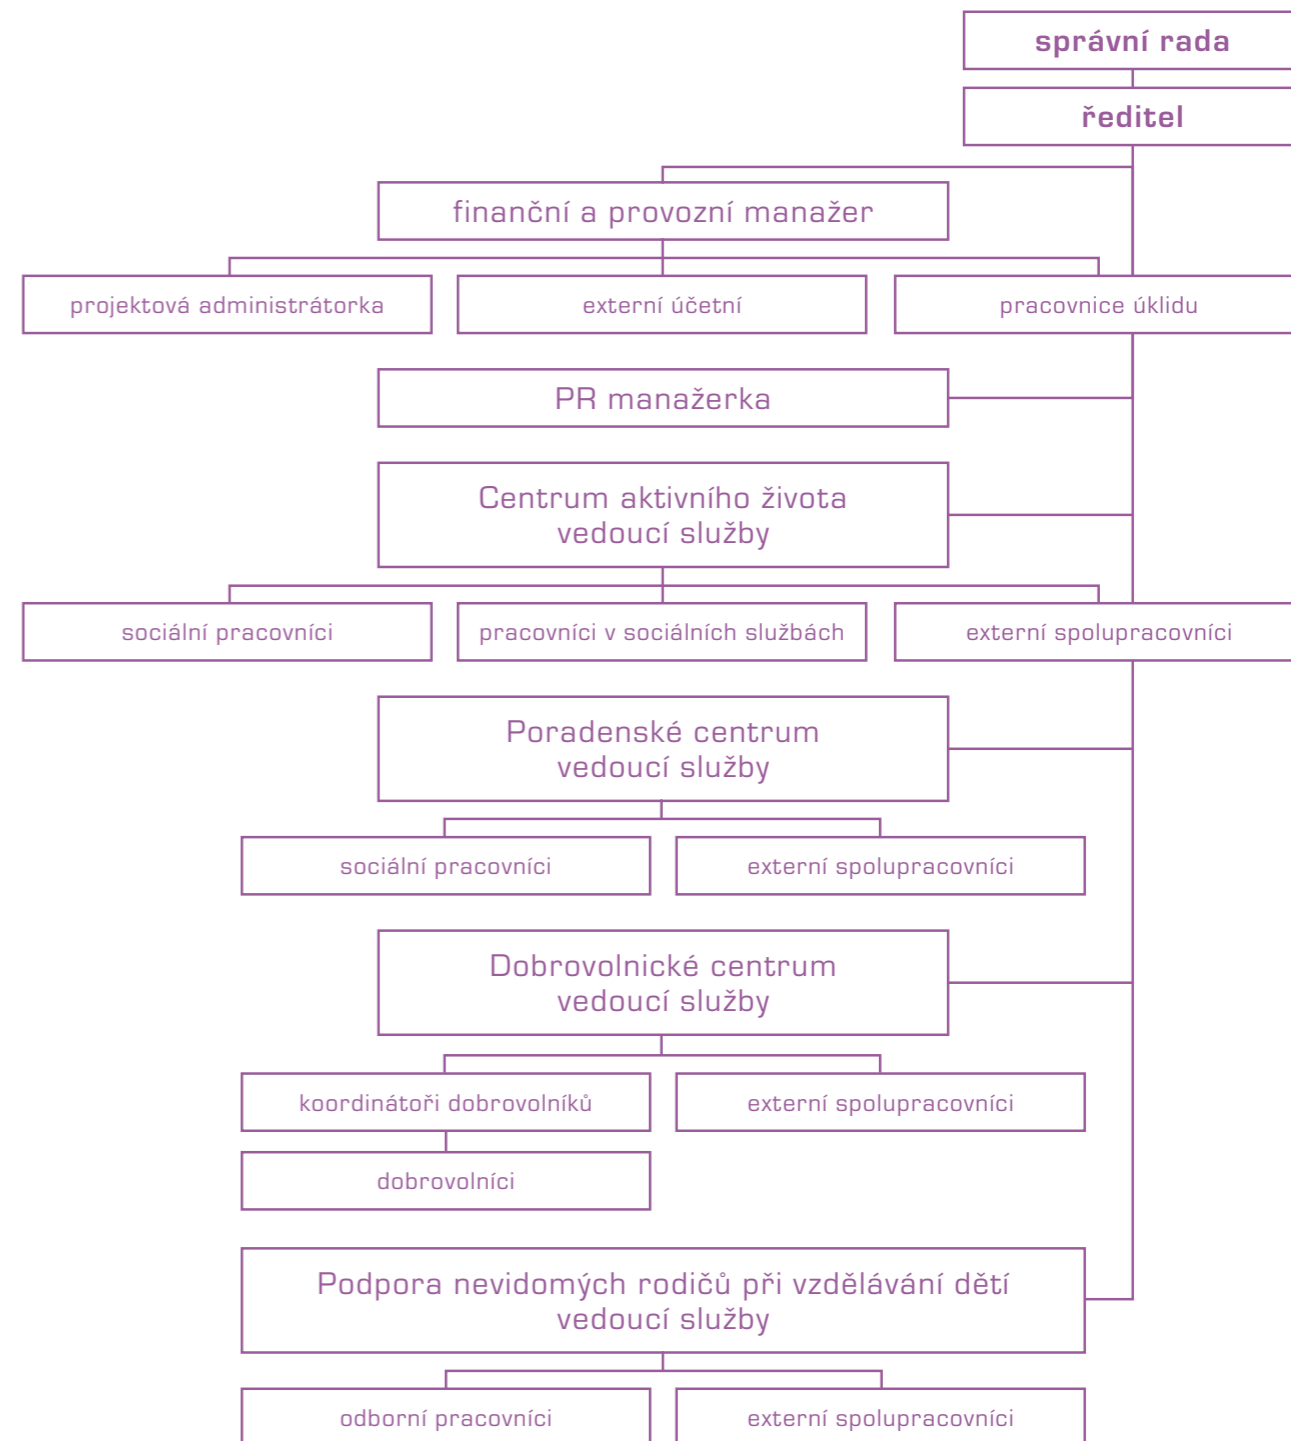 správní rada
ředitel
finanční a provozní manažer
projektová administrátorka
externí účetní
pracovnice úklidu
PR manažerka
Centrum aktivního života
vedoucí služby
sociální pracovníci
pracovníci v sociálních službách
externí spolupracovníci
Poradenské centrum
vedoucí služby
sociální pracovníci
externí spolupracovníci
Dobrovolnické centrum
vedoucí služby
koordinátoři dobrovolníků
externí spolupracovníci
dobrovolníci
Podpora nevidomých rodičů při vzdělávání dětí
vedoucí služby
odborní pracovníci
externí spolupracovníci